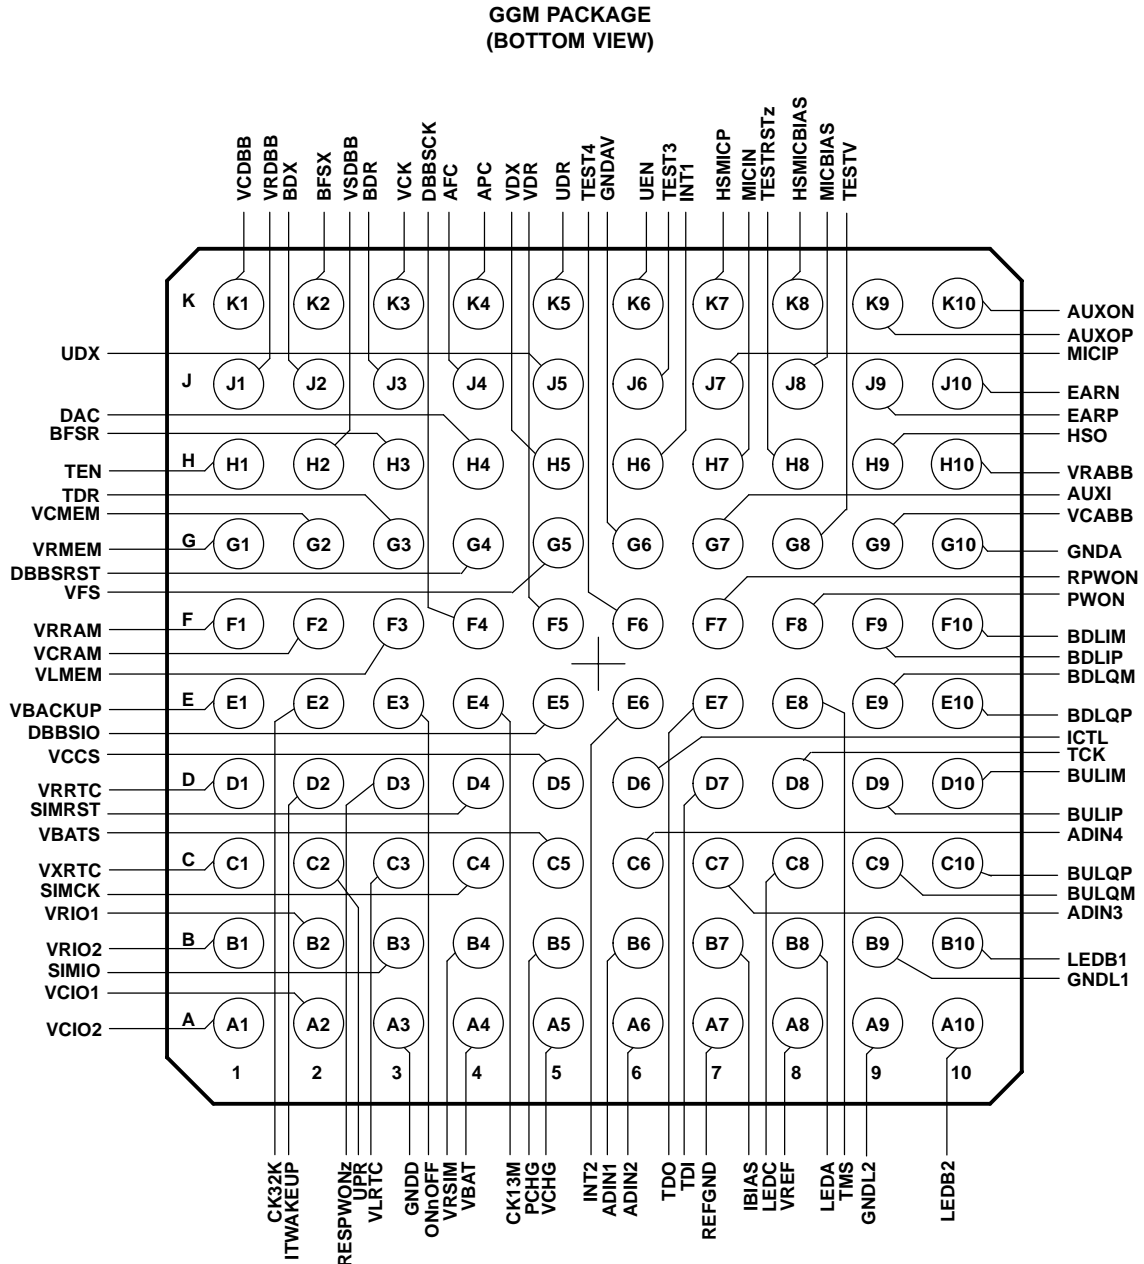 GGM PACKAGE
(BOTTOM VIEW)
VCDBB
VRDBB
BDX
BFSX
VSDBB
BDR
VCK
DBBSCK
AFC
APC
VDX
VDR
UDR
TEST4
GNDAV
UEN
TEST3
INT1
HSMICP
MICIN
TESTRSTz
HSMICBIAS
MICBIAS
TESTV
K K1 K2 K3 K4 K5 K6 K7 K8 K9 K10
AUXON
AUXOP
UDX
MICIP
J J1 J2 J3 J4 J5 J6 J7 J8 J9 J10
EARN
DAC
EARP
BFSR
HSO
H H1 H2 H3 H4 H5 H6 H7 H8 H9 H10
TEN
VRABB
TDR
AUXI
VCMEM
VCABB
G G1 G2 G3 G4 G5 G6 G7 G8 G9 G10
VRMEM
GNDA
DBBSRST
RPWON
VFS
PWON
F F1 F2 F3 F4 F5 F6 F7 F8 F9 F10
VRRAM
BDLIM
VCRAM
BDLIP
VLMEM
BDLQM
E E1 E2 E3 E4 E5 E6 E7 E8 E9 E10
VBACKUP
BDLQP
DBBSIO
ICTL
VCCS
TCK
D D1 D2 D3 D4 D5 D6 D7 D8 D9 D10
BULIM
VRRTC
SIMRST
BULIP
VBATS
ADIN4
C C1 C2 C3 C4 C5 C6 C7 C8 C9 C10
VXRTC
BULQP
SIMCK
BULQM
VRIO1
ADIN3
B B1 B2 B3 B4 B5 B6 B7 B8 B9 B10
VRIO2
LEDB1
SIMIO
GNDL1
VCIO1
A A1 A2 A3 A4 A5 A6 A7 A8 A9 A10
VCIO2
1 2 3 4 5 6 7 8 9 10
CK32K
ITWAKEUP
RESPWONz
UPR
VLRTC
GNDD
ONnOFF
VRSIM
VBAT
CK13M
PCHG
VCHG
INT2
ADIN1
ADIN2
TDO
TDI
REFGND
IBIAS
LEDC
VREF
LEDA
TMS
GNDL2
LEDB2